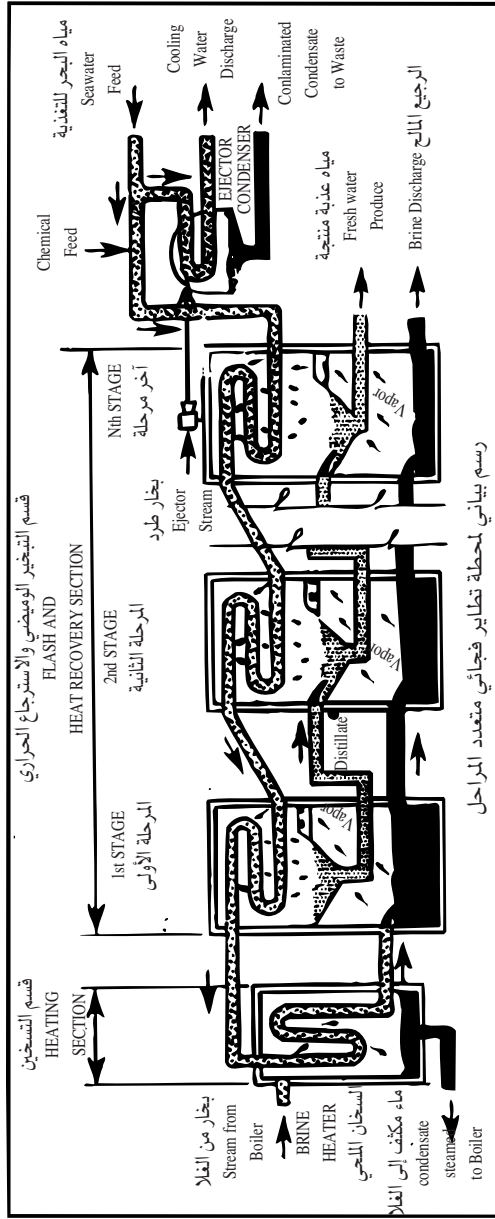 مياه البحر للتغذية
Seawater
Feed
Cooling
Water
Discharge
Conlaminated
Condensate
to Waste
Chemical
Feed
EJECTOR
CONDENSER
مياه عذبة منتجة
Fresh water
Produce
Brine Discharge الرجيع المالح
قسم التبخير الوميضي والاسترجاع الحراري
FLASH AND
HEAT RECOVERY SECTION
Nth STAGE
آخر مرحلة
بخار طرد
Ejector
Stream
2nd STAGE
المرحلة الثانية
1st STAGE
المرحلة الأولى
Vapor
Vapor
Vapor
Distillate
قسم التسخين
HEATING
SECTION
بخار من الغلا
Stream from
Boiler
BRINE
HEATER
السخان الملحي
ماء مكثف إلى الغلا
condensate
steamed
to Boiler
رسم بياني لمحطة تطاير فجائي متعدد المراحل